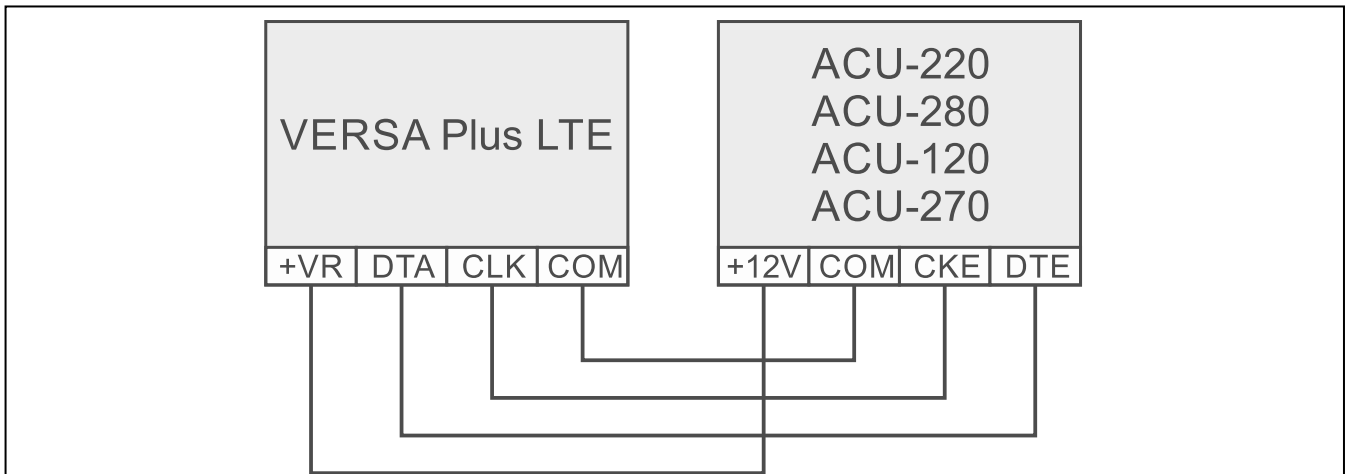 VERSA Plus LTE
+VR DTA CLK COM
ACU-220
ACU-280
ACU-120
ACU-270
+12V COM CKE DTE